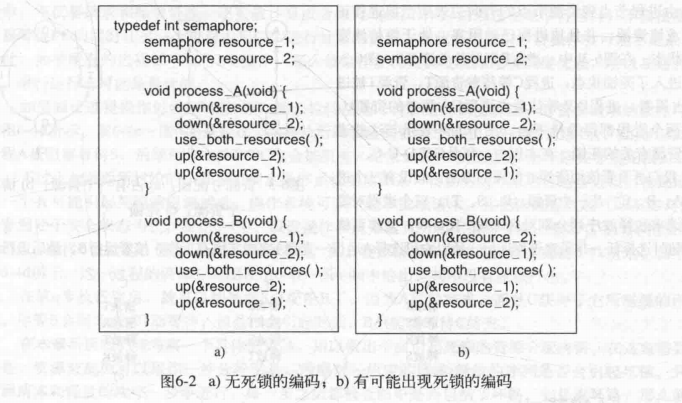 typedef int semaphore;
semaphore resource_1;
semaphore resource_2;
void process_A(void) {
down(&resource_1);
down(&resource_2);
use_both_resources( );
up(&resource_2);
up(&resource_1);
}
void process_B(void) {
down(&resource_1);
down(&resource_2);
use_both_resources( );
up(&resource_2);
up(&resource_1);
}
a)
semaphore resource_1;
semaphore resource_2;
void process_A(void) {
down(&resource_1);
down(&resource_2);
use_both_resources( );
up(&resource_2);
up(&resource_1);
}
void process_B(void) {
down(&resource_2);
down(&resource_1);
use_both_resources( );
up(&resource_1);
up(&resource_2);
}
b)
图6-2 a) 无死锁的编码；b) 有可能出现死锁的编码